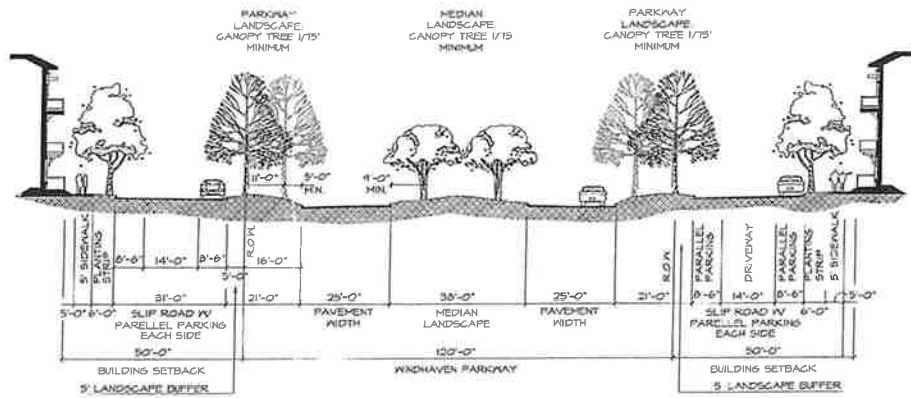 PARKWAY
LANDSCAPE
CANOPY TREE 1/75'
MINIMUM
MEDIAN
LANDSCAPE
CANOPY TREE 1/75
MINIMUM
PARKWAY
LANDSCAPE
CANOPY TREE 1/75'
MINIMUM
11'-0"
5'-0"
MIN.
9'-0"
MIN.
5' SIDEWALK
PLANTING
STRIP
8'-6"
14'-0"
8'-6"
5'-0"
R.O.W.
16'-0"
R.O.W
PARALLEL
PARKING
DRIVEWAY
PARALLEL
PARKING
PLANTING
STRIP
5' SIDEWALK
8'-6"
14'-0"
8'-6"
5'-0"
31'-0"
21'-0"
25'-0"
38'-0"
25'-0"
21'-0"
5'-0"
6'-0"
SLIP ROAD W/
PARELLEL PARKING
EACH SIDE
PAVEMENT
WIDTH
MEDIAN
LANDSCAPE
PAVEMENT
WIDTH
SLIP ROAD W/
PARELLEL PARKING
EACH SIDE
6'-0"
50'-0"
120'-0"
50'-0"
BUILDING SETBACK
WINDHAVEN PARKWAY
BUILDING SETBACK
5' LANDSCAPE BUFFER
5' LANDSCAPE BUFFER